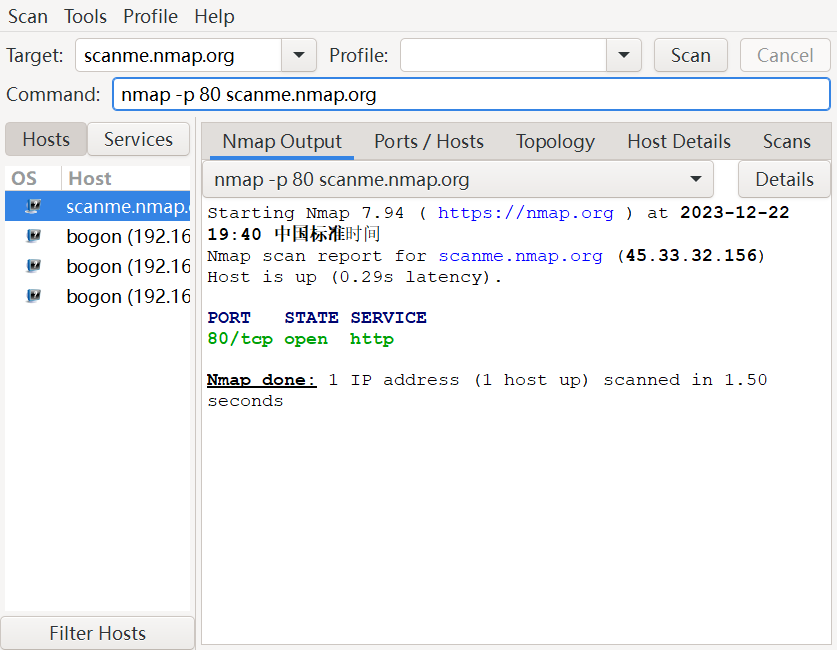 Scan Tools Profile Help
Target: scanme.nmap.org Profile: Scan Cancel
Command: nmap -p 80 scanme.nmap.org
Hosts Services
OS Host
scanme.nmap.
bogon (192.16
bogon (192.16
bogon (192.16
Filter Hosts
Nmap Output Ports / Hosts Topology Host Details Scans
nmap -p 80 scanme.nmap.org Details
Starting Nmap 7.94 ( https://nmap.org ) at 2023-12-22
19:40 中国标准时间
Nmap scan report for scanme.nmap.org (45.33.32.156)
Host is up (0.29s latency).
PORT STATE SERVICE
80/tcp open http
Nmap done: 1 IP address (1 host up) scanned in 1.50
seconds